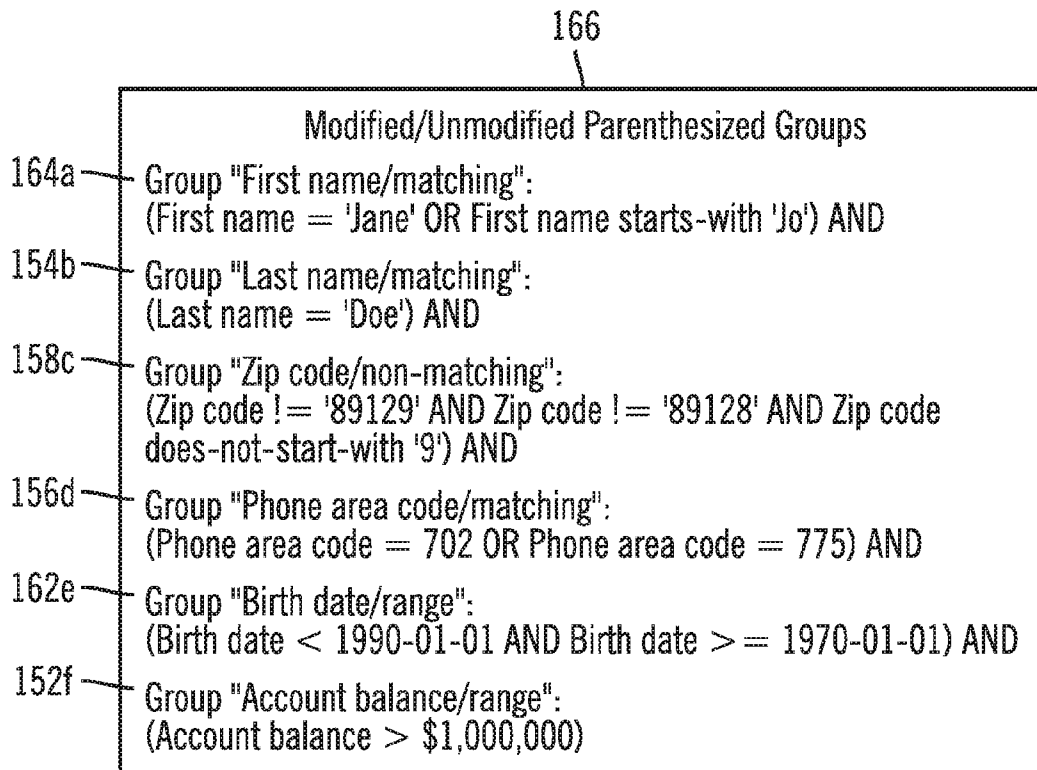 166
Modified/Unmodified Parenthesized Groups
164a
Group "First name/matching":
(First name = 'Jane' OR First name starts-with 'Jo') AND
154b
Group "Last name/matching":
(Last name = 'Doe') AND
158c
Group "Zip code/non-matching":
(Zip code != '89129' AND Zip code != '89128' AND Zip code
does-not-start-with '9') AND
156d
Group "Phone area code/matching":
(Phone area code = 702 OR Phone area code = 775) AND
162e
Group "Birth date/range":
(Birth date < 1990-01-01 AND Birth date >= 1970-01-01) AND
152f
Group "Account balance/range":
(Account balance > $1,000,000)